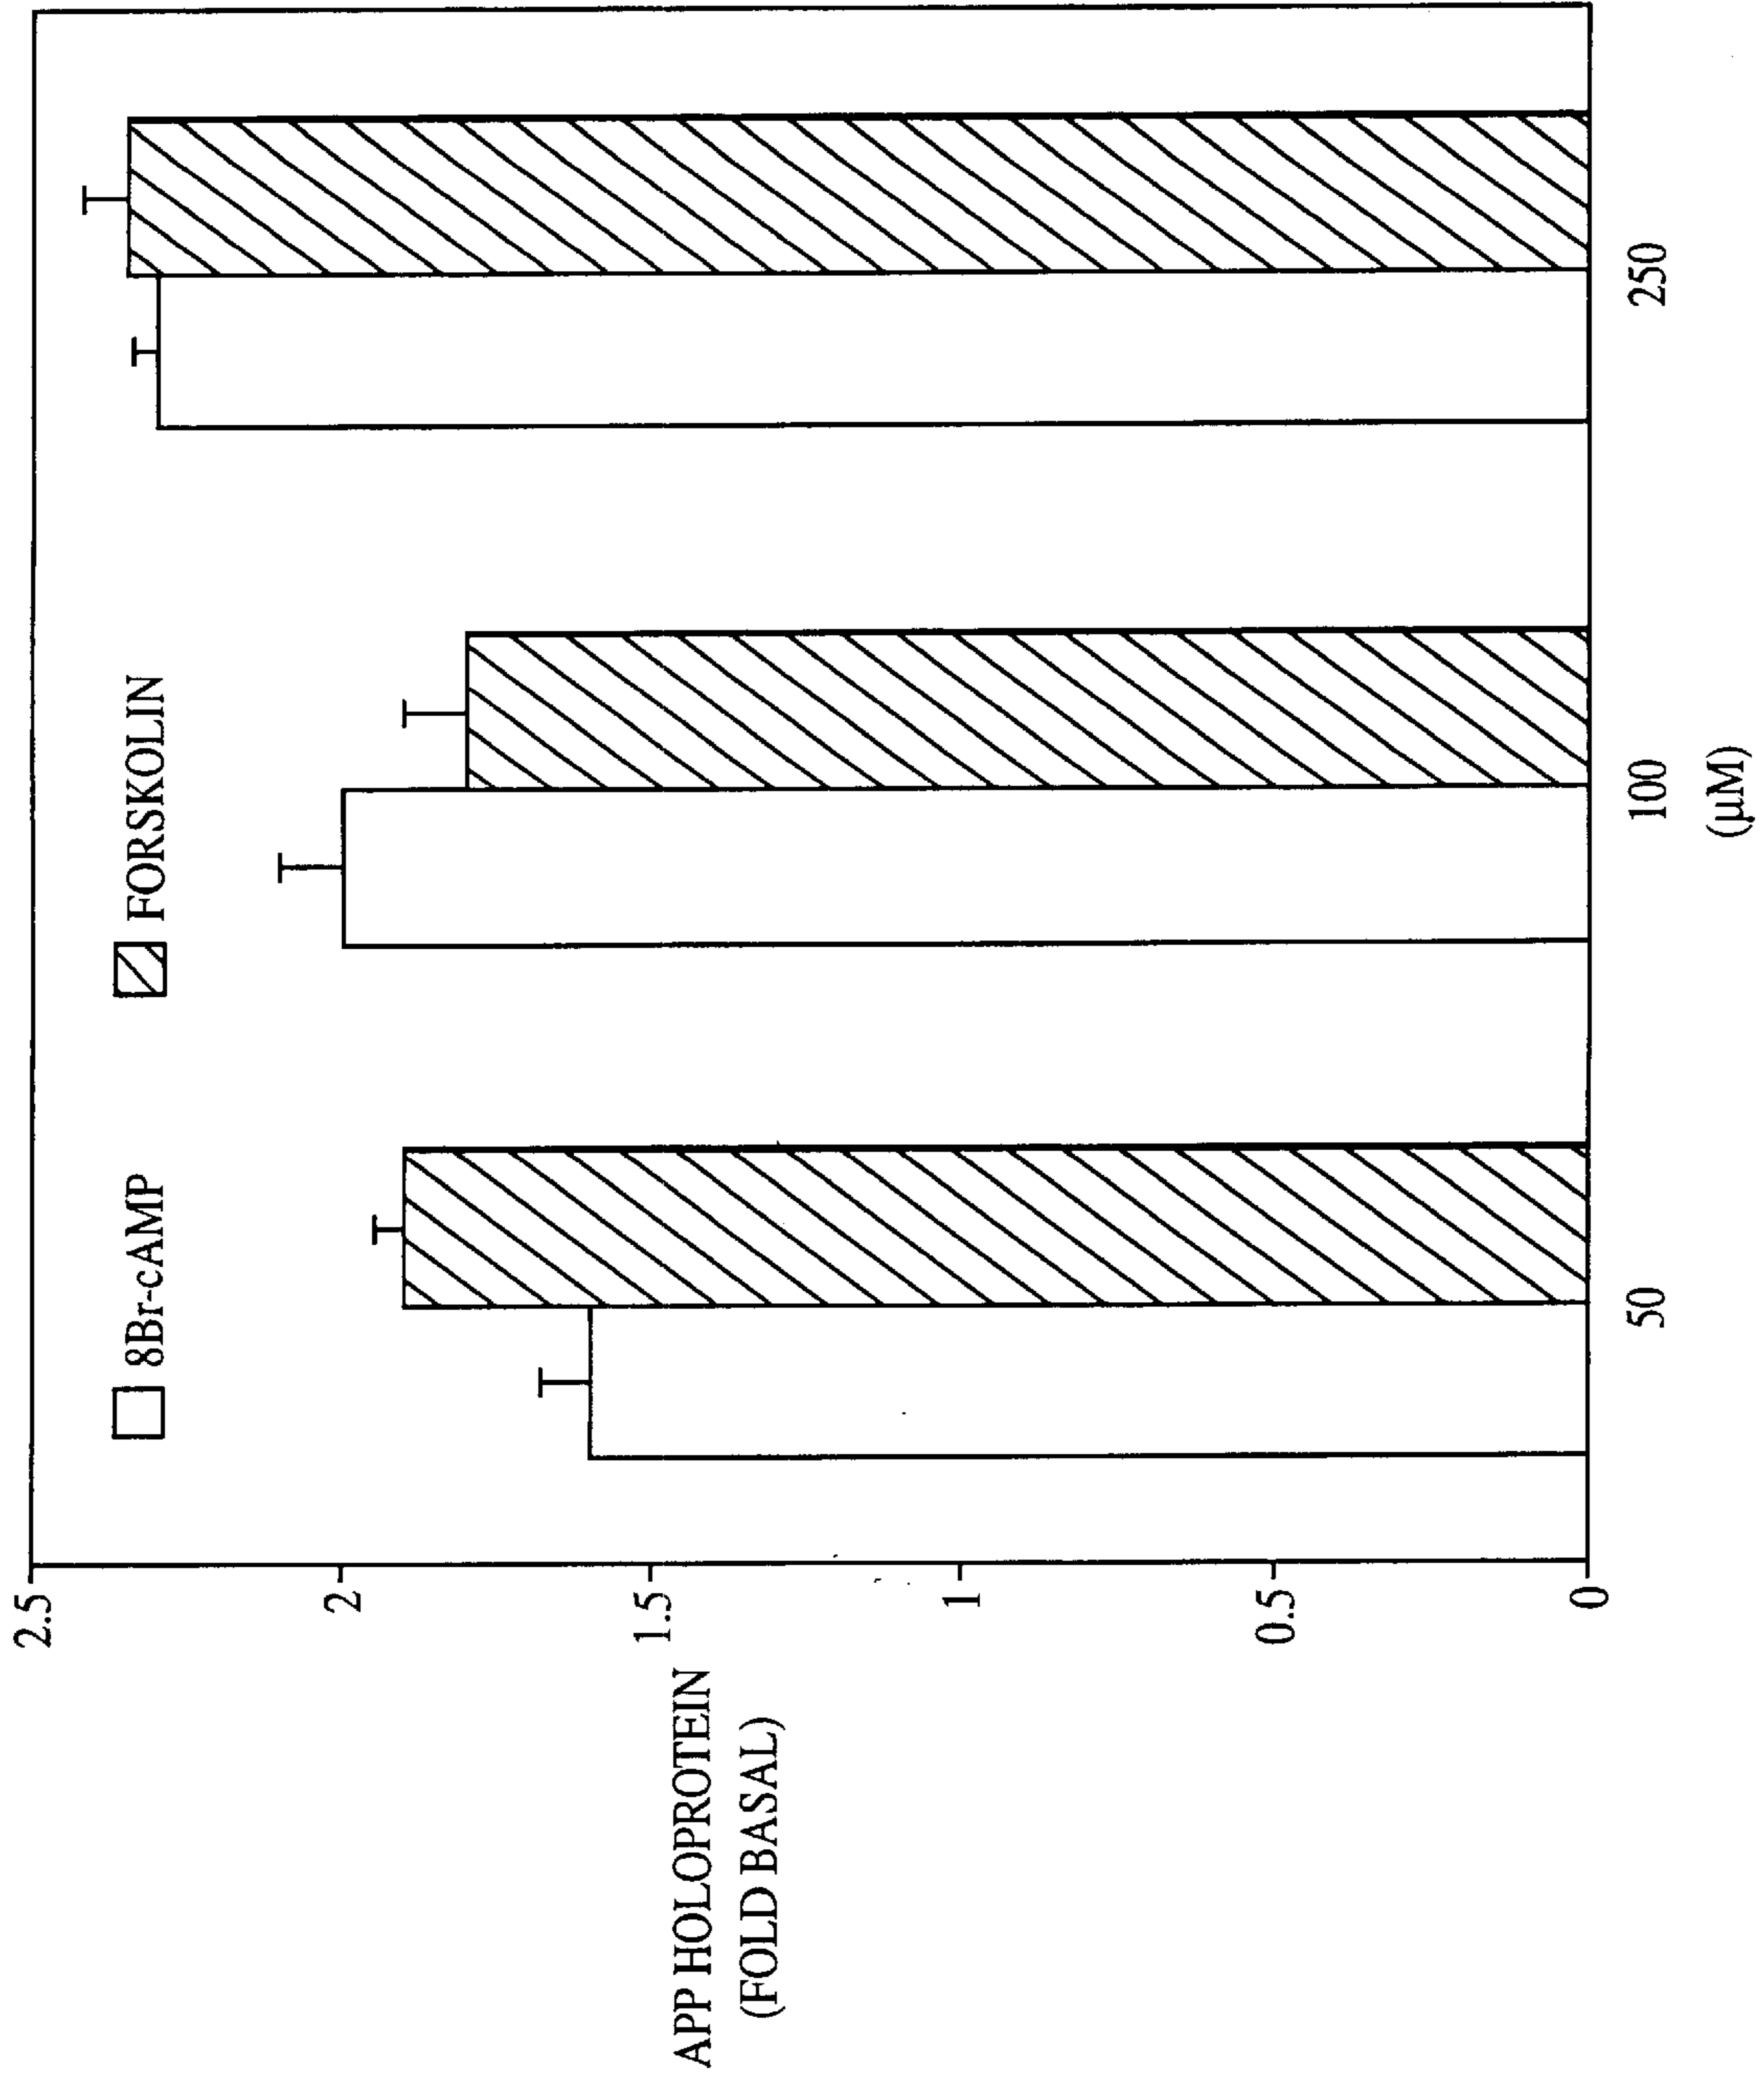 8Br-cAMP
FORSKOLIN
2.5
2
1.5
1
0.5
0
APP HOLOPROTEIN
(FOLD BASAL)
50
100
250
(µM)